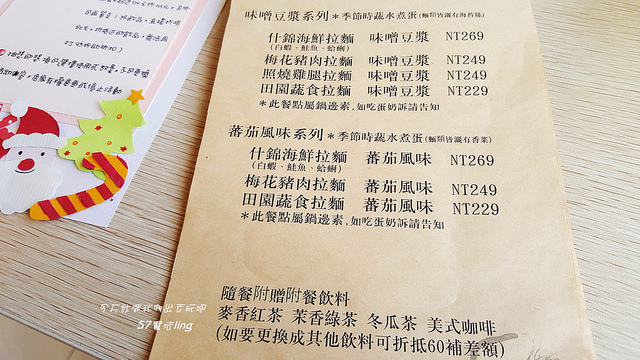 味噌豆漿系列*季節時蔬水煮蛋(麵類皆灑有海苔絲)
什錦海鮮拉麵 味噌豆漿 NT269
(白蝦、鮭魚、蛤蜊)
梅花豬肉拉麵 味噌豆漿 NT249
照燒雞腿拉麵 味噌豆漿 NT249
田園蔬食拉麵 味噌豆漿 NT229
*此餐點屬鍋邊素,如吃蛋奶訴請告知
蕃茄風味系列*季節時蔬水煮蛋(麵類皆灑有香菜)
什錦海鮮拉麵 蕃茄風味 NT269
(白蝦、鮭魚、蛤蜊)
梅花豬肉拉麵 蕃茄風味 NT249
田園蔬食拉麵 蕃茄風味 NT229
*此餐點屬鍋邊素,如吃蛋奶訴請告知
隨餐附贈附餐飲料
麥香紅茶 茉香綠茶 冬瓜茶 美式咖啡
(如要更換成其他飲料可折抵60補差額)
57ling